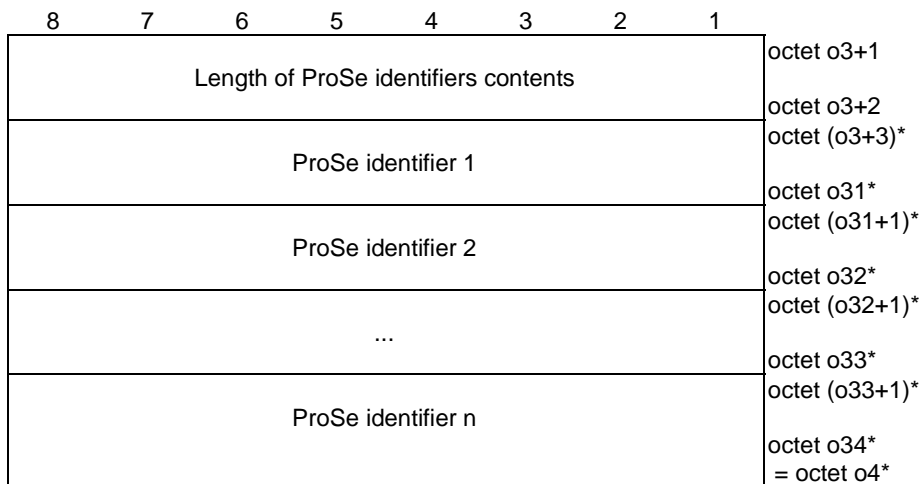 8 7 6 5 4 3 2 1
octet o3+1
Length of ProSe identifiers contents
octet o3+2
octet (o3+3)*
ProSe identifier 1
octet o31*
octet (o31+1)*
ProSe identifier 2
octet o32*
octet (o32+1)*
...
octet o33*
octet (o33+1)*
ProSe identifier n
octet o34*
= octet o4*